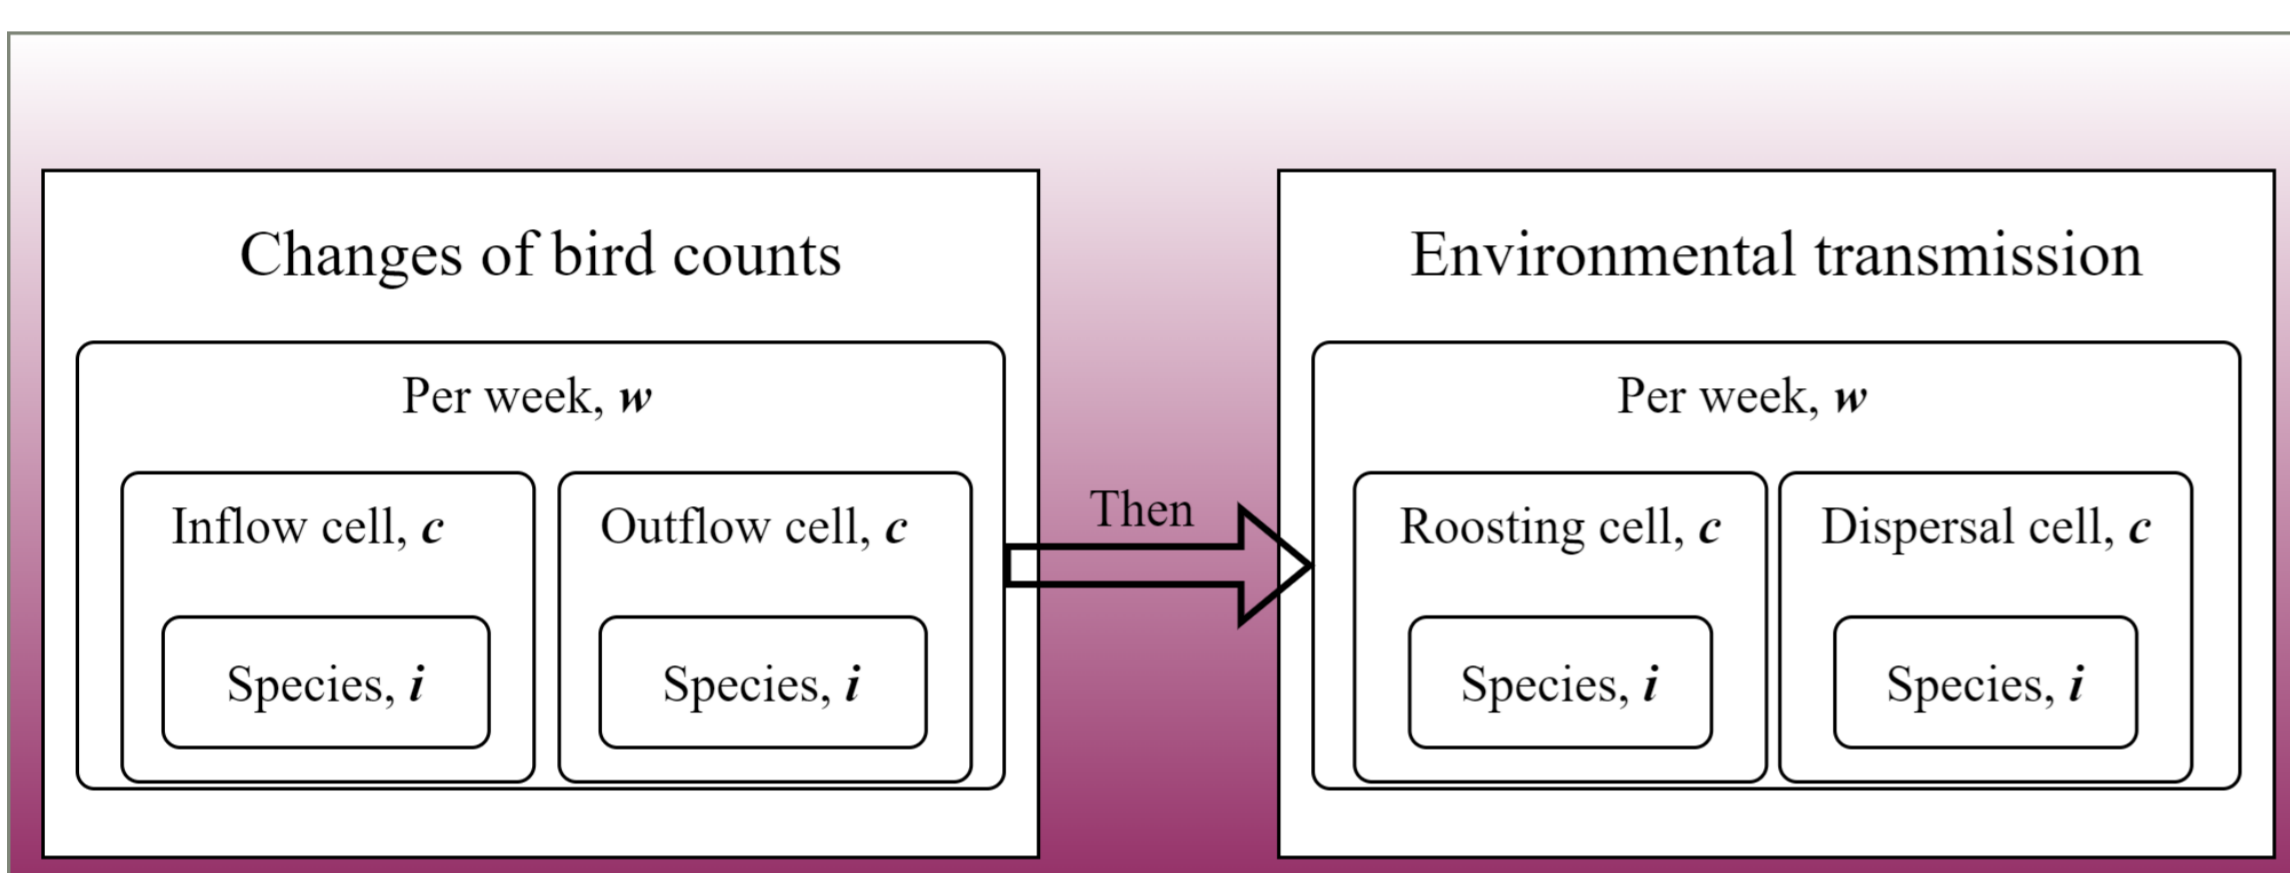 Changes of bird counts
Per week, w
Inflow cell, c
Outflow cell, c
Species, i
Species, i
Then
Environmental transmission
Per week, w
Roosting cell, c
Dispersal cell, c
Species, i
Species, i